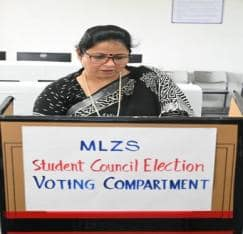 MLZS
Student Council Election
VOTING COMPARTMENT